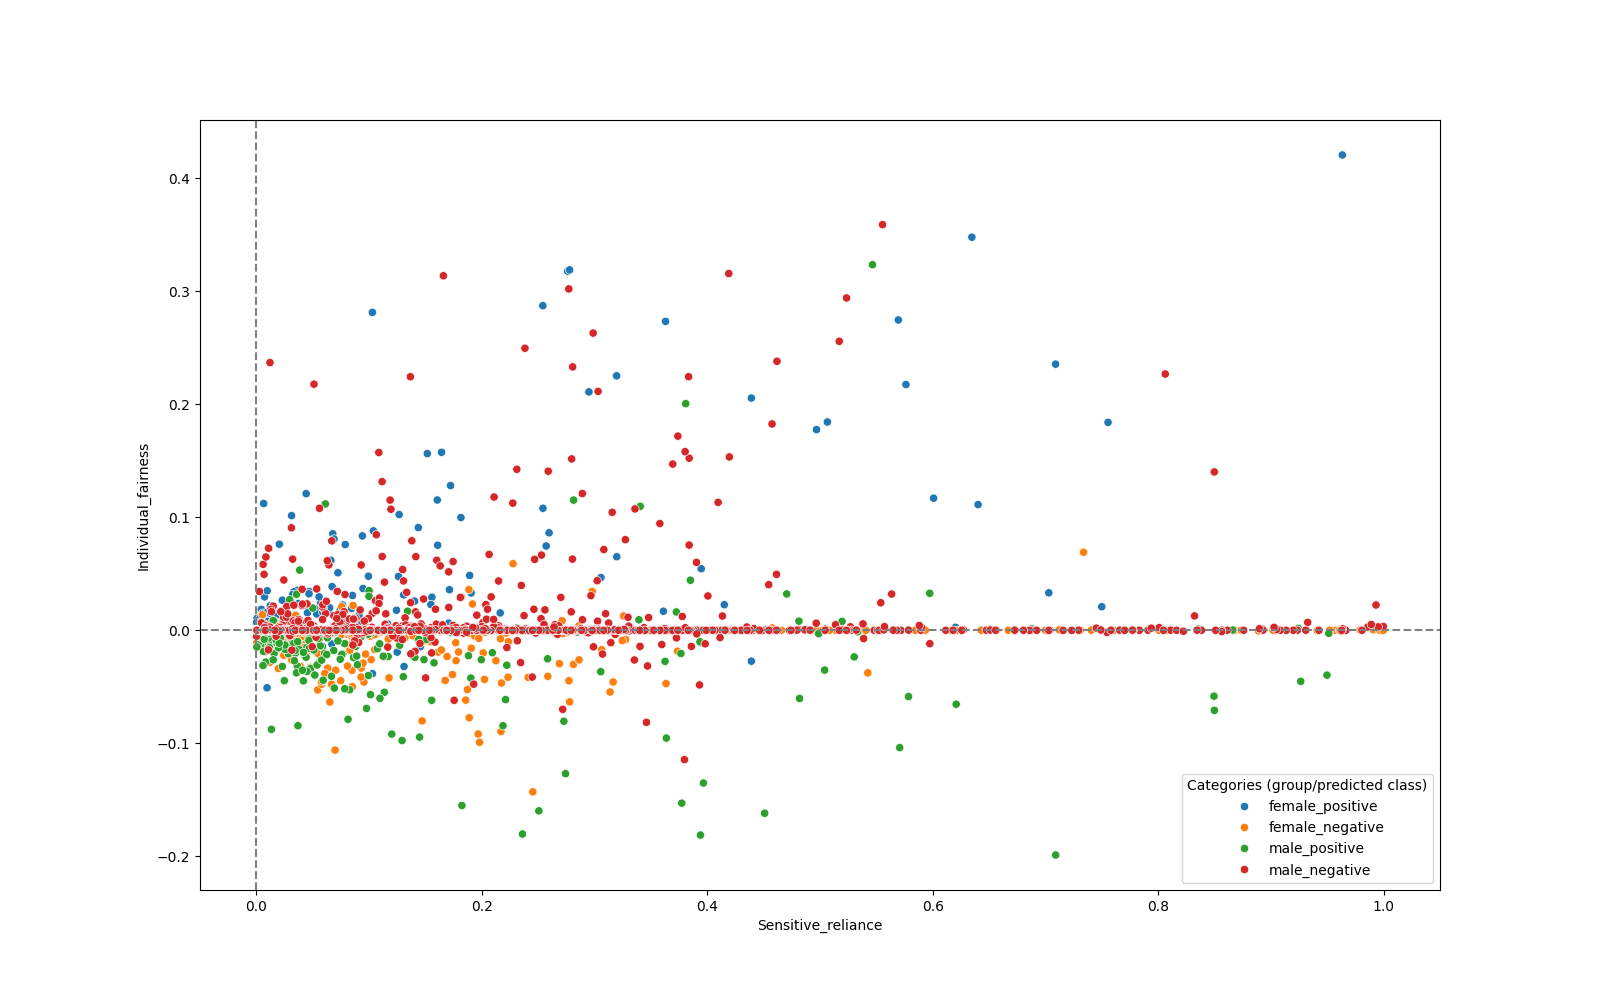 0.4
0.3
0.2
0.1
0.0
−0.1
−0.2
Individual_fairness
0.0 0.2 0.4 0.6 0.8 1.0
Sensitive_reliance
Categories (group/predicted class)
female_positive
female_negative
male_positive
male_negative